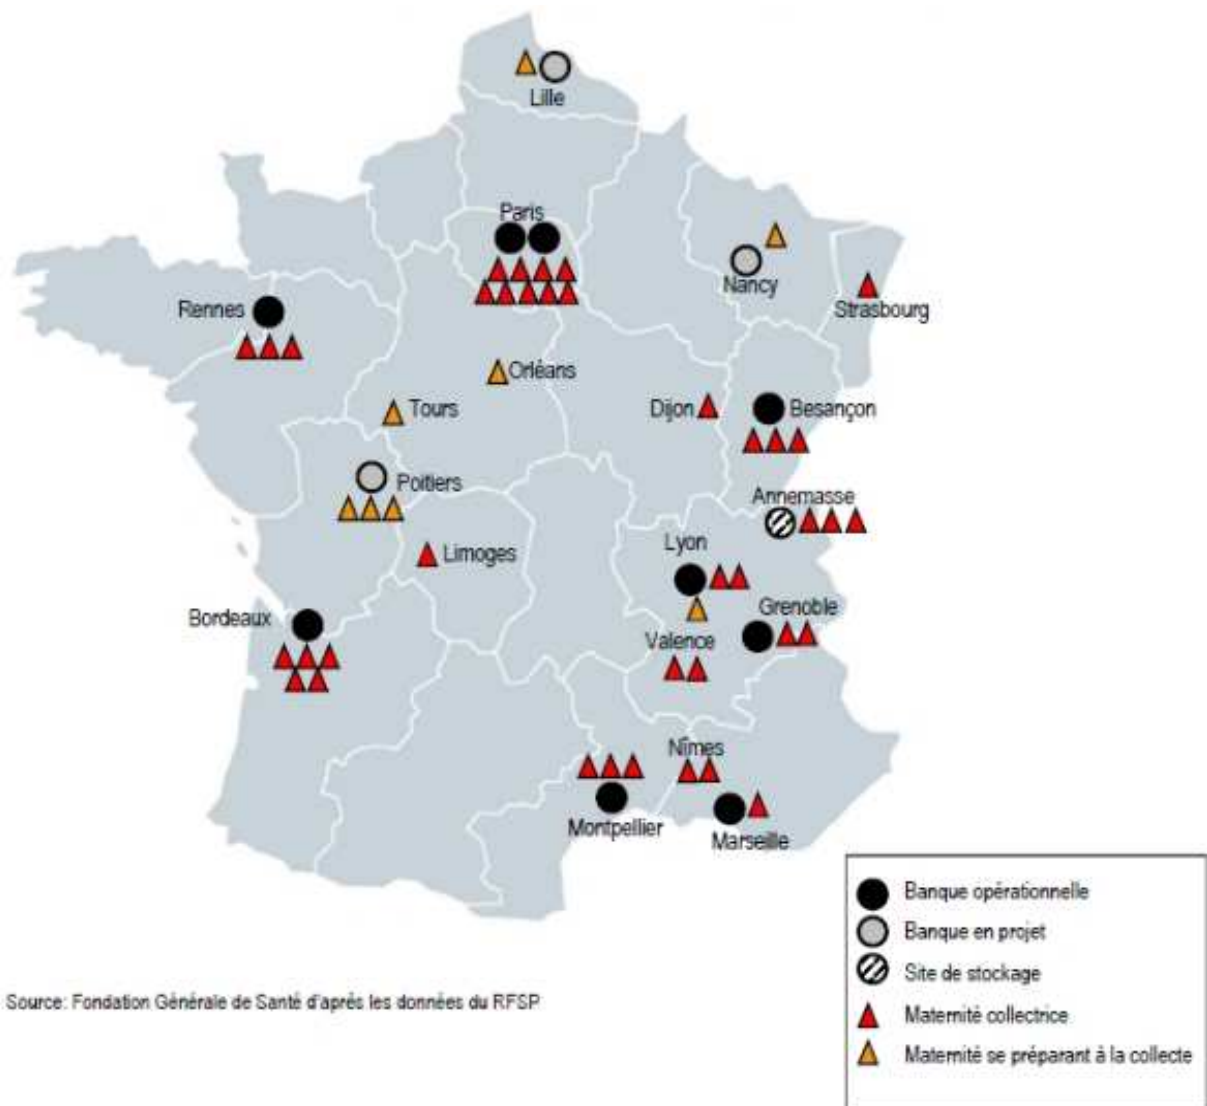 Lille
Paris
Nancy
Strasbourg
Rennes
Orléans
Tours
Dijon
Besançon
Poitiers
Annemasse
Limoges
Lyon
Grenoble
Bordeaux
Valence
Nîmes
Montpellier
Marseille
Banque opérationnelle
Banque en projet
Site de stockage
Maternité collectrice
Maternité se préparant à la collecte
Source: Fondation Générale de Santé d'après les données du RFSP